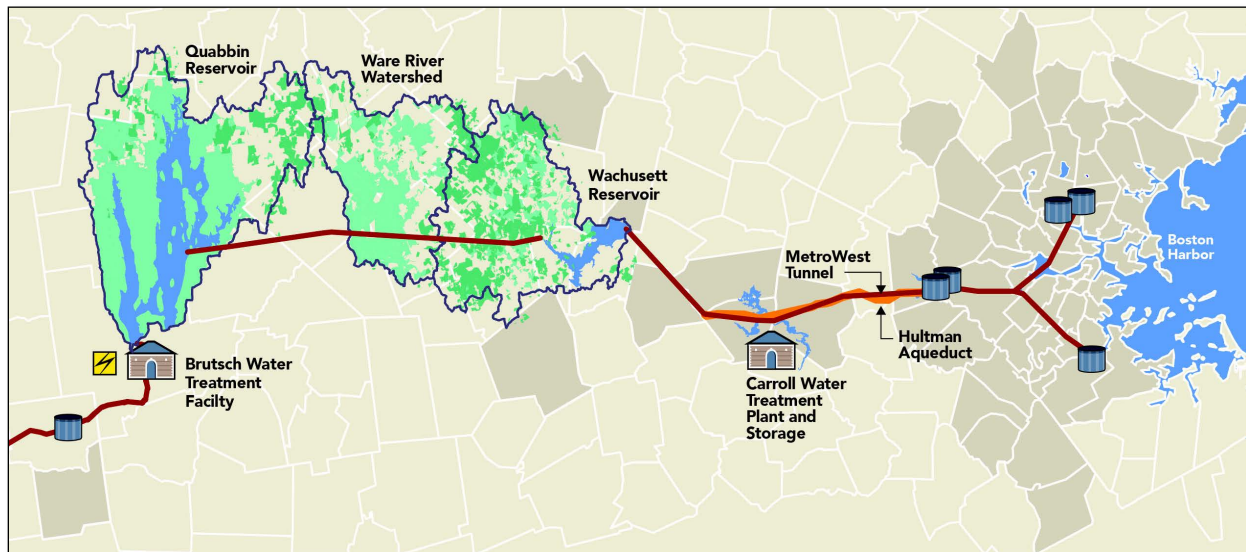 Quabbin
Reservoir
Ware River
Watershed
Wachusett
Reservoir
MetroWest
Tunnel
Boston
Harbor
Hultman
Aqueduct
Brutsch Water
Treatment
Facilty
Carroll Water
Treatment
Plant and
Storage